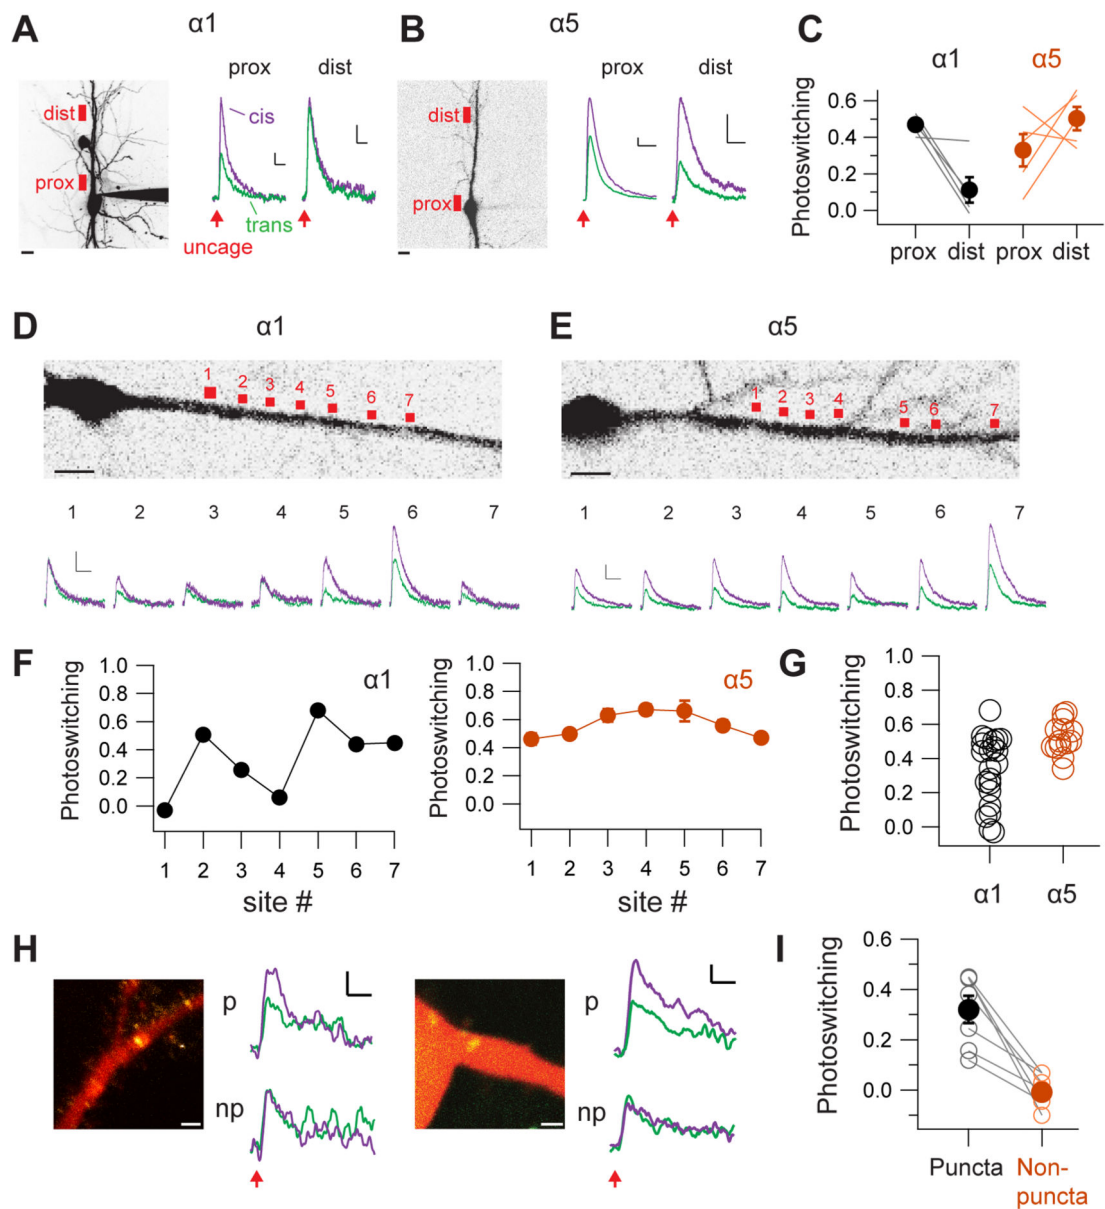 A
α1
prox
dist
dist
cis
prox
trans
uncage
B
α5
prox
dist
dist
prox
C
α1
α5
Photoswitching
0.6
0.4
0.2
0.0
prox dist prox dist
D
α1
1
2
3
4
5
6
7
1 2 3 4 5 6 7
E
α5
1
2
3
4
5
6
7
1 2 3 4 5 6 7
F
α1
Photoswitching
1.0
0.8
0.6
0.4
0.2
0.0
1 2 3 4 5 6 7
site #
α5
Photoswitching
1.0
0.8
0.6
0.4
0.2
0.0
1 2 3 4 5 6 7
site #
G
Photoswitching
1.0
0.8
0.6
0.4
0.2
0.0
α1 α5
H
p
np
p
np
I
Photoswitching
0.6
0.4
0.2
0.0
Puncta
Non-
puncta